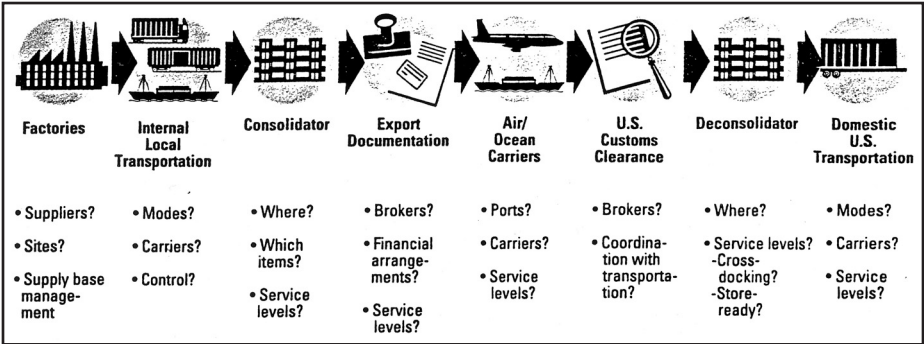 Factories
Internal
Local
Transportation
Consolidator
Export
Documentation
Air/
Ocean
Carriers
U.S.
Customs
Clearance
Deconsolidator
Domestic
U.S.
Transportation
• Suppliers?
• Sites?
• Supply base
manage-
ment
• Modes?
• Carriers?
• Control?
• Where?
• Which
items?
• Service
levels?
• Brokers?
• Financial
arrange-
ments?
• Service
levels?
• Ports?
• Carriers?
• Service
levels?
• Brokers?
• Coordina-
tion with
transporta-
tion?
• Where?
• Service levels?
-Cross-
docking?
-Store-
ready?
• Modes?
• Carriers?
• Service
levels?